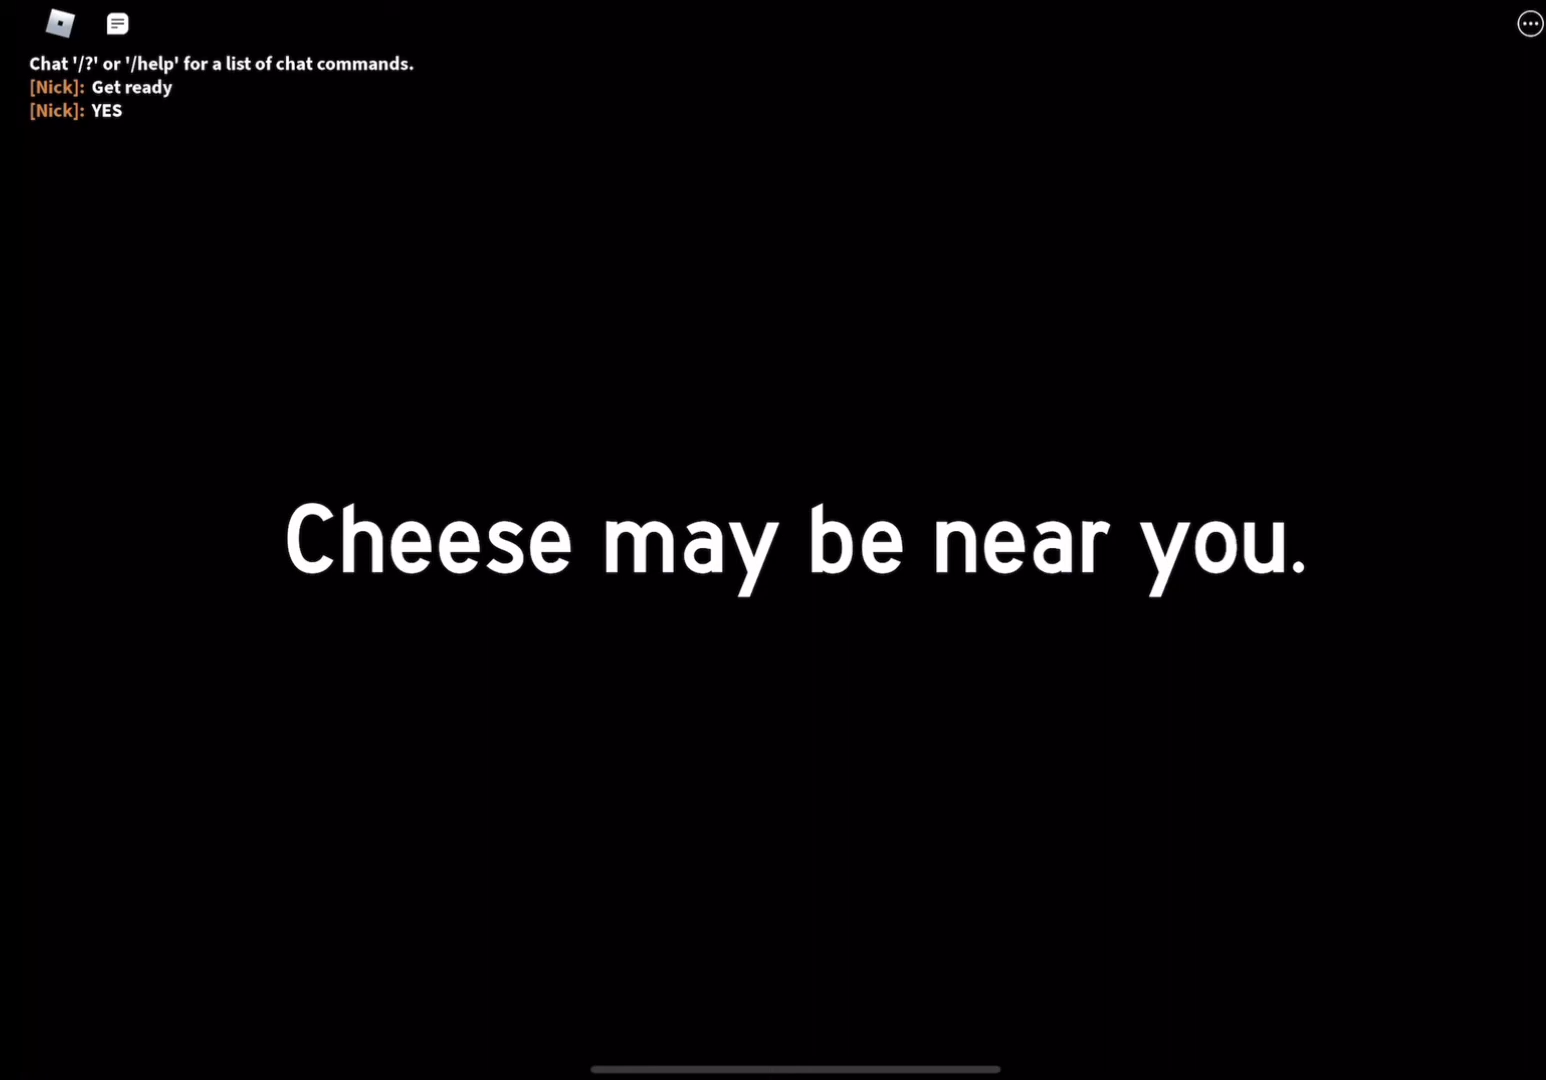 Chat '/?' or '/help' for a list of chat commands.
[Nick]: Get ready
[Nick]: YES
Cheese may be near you.